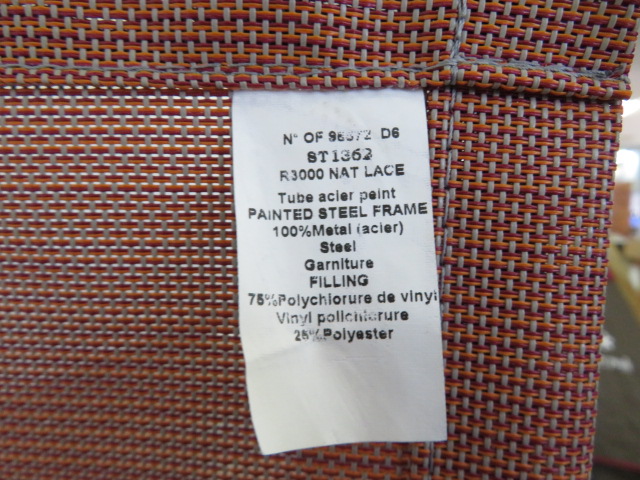 N° OF D6
ST1362
R3000 NAT LACE
Tube acier peint
PAINTED STEEL FRAME
100%Metal (acier)
Steel
Garniture
FILLING
75%Polychlorure de vinyl
Vinyl polichlorure
25%Polyester